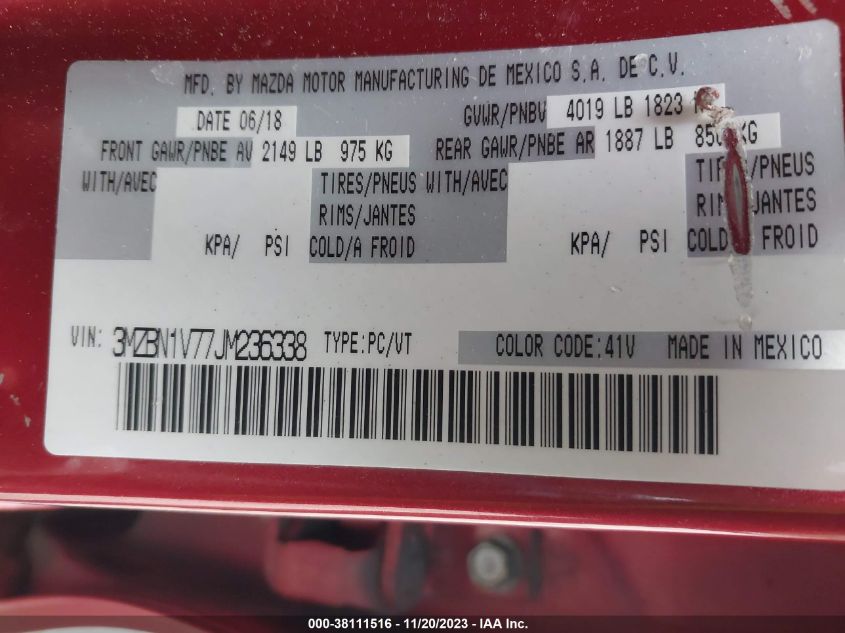 MFD. BY MAZDA MOTOR MANUFACTURING DE MEXICO S.A. DE C.V.
DATE 06/18 GVWR/PNBV 4019 LB 1823
FRONT GAWR/PNBE AV 2149 LB 975 KG REAR GAWR/PNBE AR 1887 LB KG
WITH/AVEC TIRES/PNEUS WITH/AVEC TIRES/PNEUS
RIMS/JANTES RIMS/JANTES
KPA/ PSI COLD/A FROID KPA/ PSI COLD/A FROID
VIN: 3MZBN1V77JM236338 TYPE:PC/VT COLOR CODE:41V MADE IN MEXICO
000-38111516 - 11/20/2023 - IAA Inc.